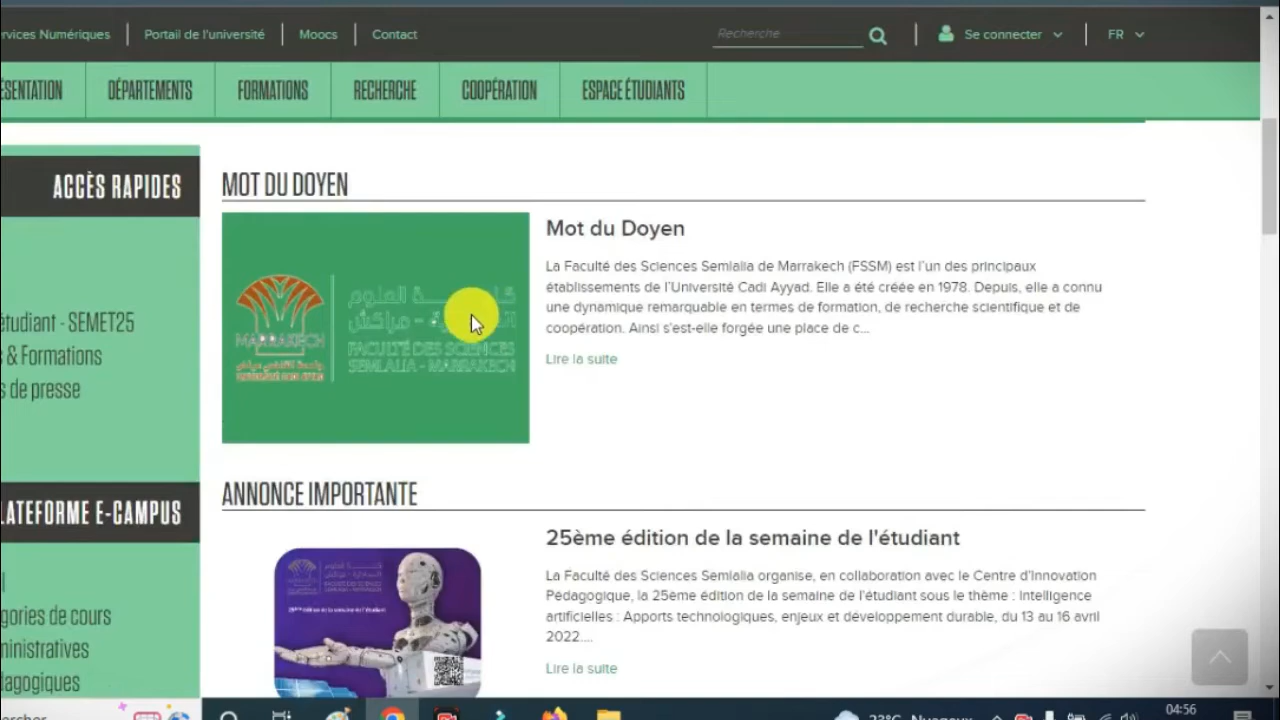 rvices Numériques
Portail de l'université
Moocs
Contact
Recherche
Se connecter
FR
ÉSENTATION
DÉPARTEMENTS
FORMATIONS
RECHERCHE
COOPÉRATION
ESPACE ÉTUDIANTS
ACCÈS RAPIDES
étudiant - SEMET25
s & Formations
s de presse
LATEFORME E-CAMPUS
gories de cours
ministratives
dagogiques
MOT DU DOYEN
MARRAKECH
FACULTÉ DES SCIENCES
SEMLALIA - MARRAKECH
Mot du Doyen
La Faculté des Sciences Semlalia de Marrakech (FSSM) est l'un des principaux
établissements de l'Université Cadi Ayyad. Elle a été créée en 1978. Depuis, elle a connu
une dynamique remarquable en termes de formation, de recherche scientifique et de
coopération. Ainsi s'est-elle forgée une place de c...
Lire la suite
ANNONCE IMPORTANTE
25ème édition de la semaine de l'étudiant
La Faculté des Sciences Semlalia organise, en collaboration avec le Centre d'Innovation
Pédagogique, la 25ème édition de la semaine de l'étudiant sous le thème : Intelligence
artificielles : Apports technologiques, enjeux et développement durable, du 13 au 16 avril
2022....
Lire la suite
04:56